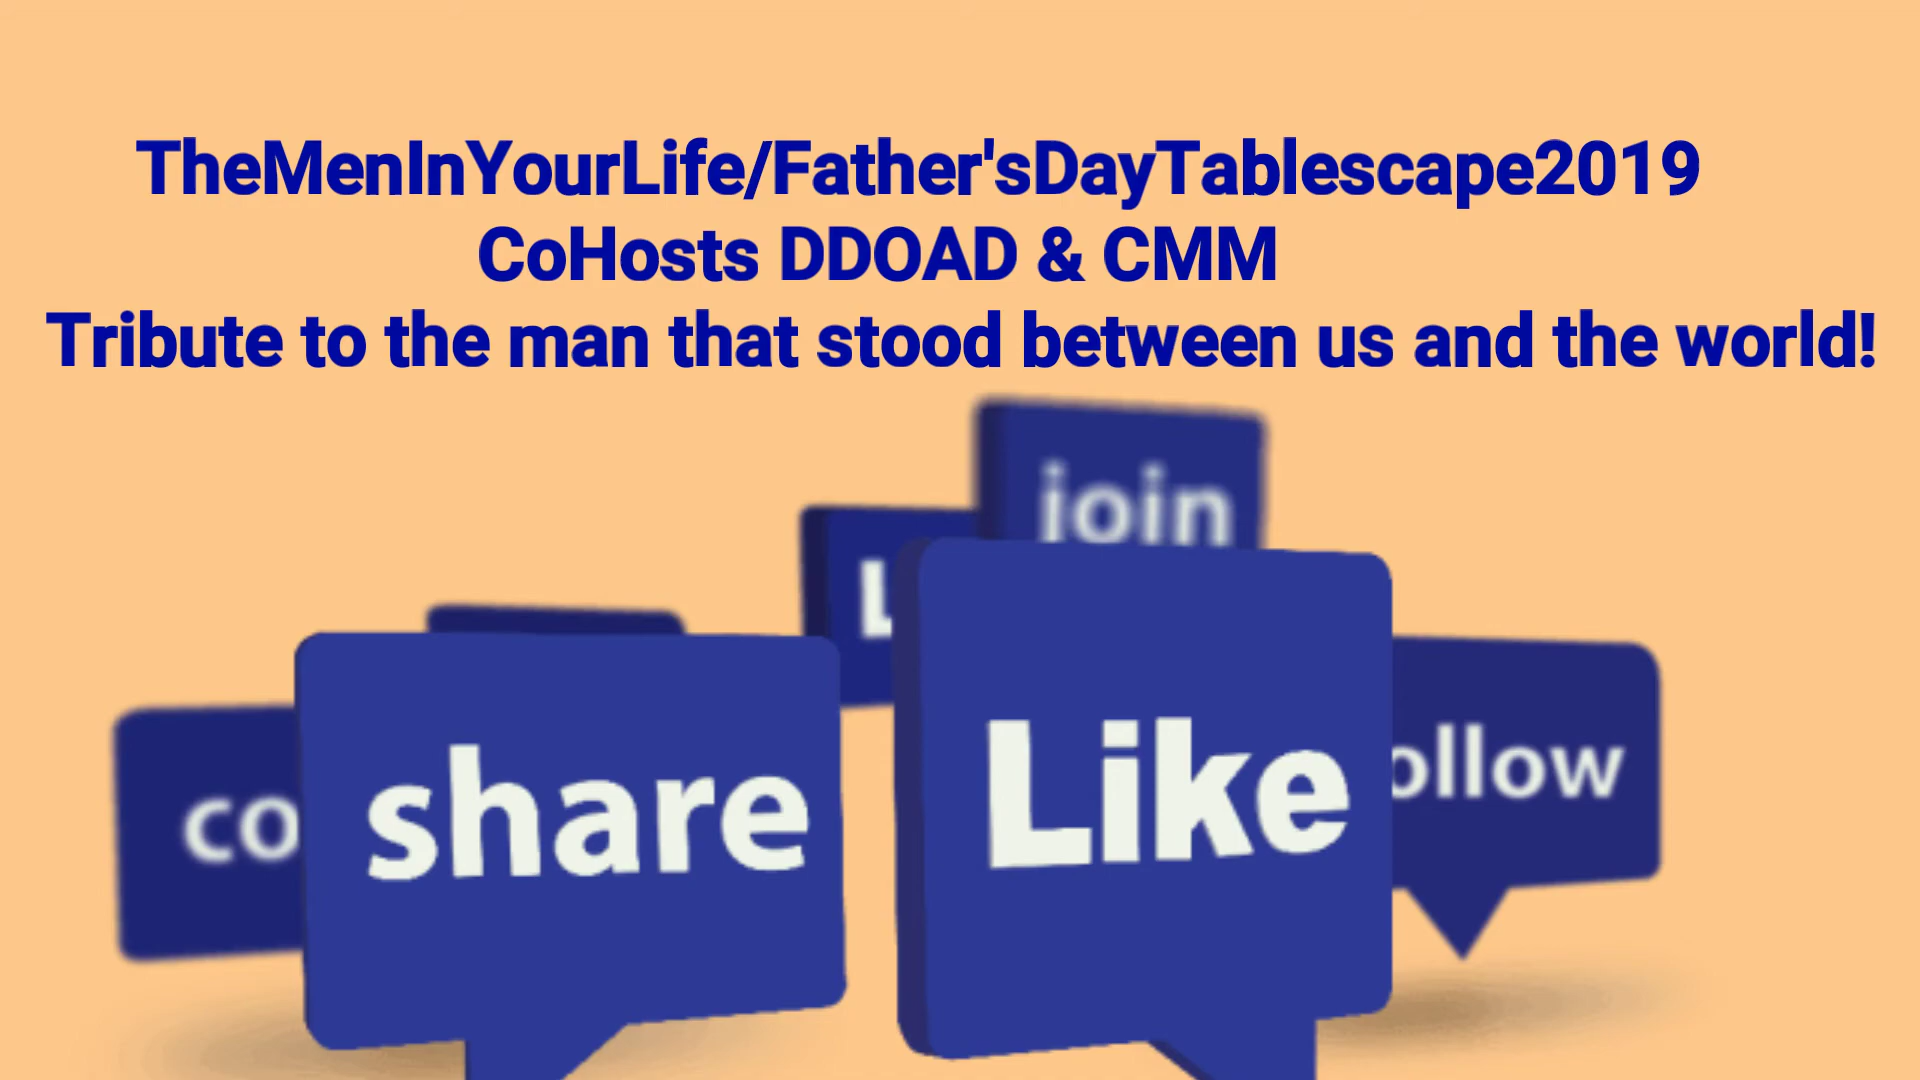 TheMenInYourLife/Father'sDayTablescape2019
CoHosts DDOAD & CMM
Tribute to the man that stood between us and the world!
join
share
Like